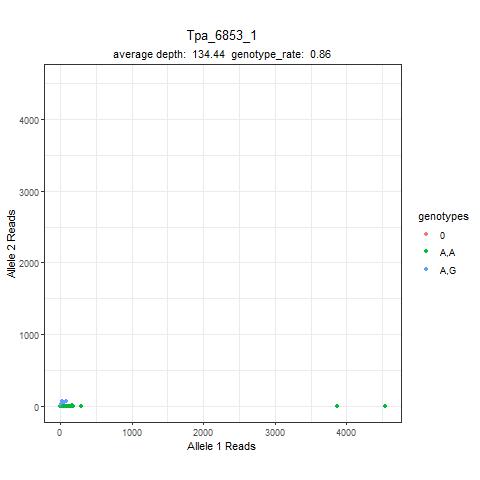 Tpa_6853_1
average depth: 134.44 genotype_rate: 0.86
Allele 2 Reads
4000
3000
2000
1000
0
0 1000 2000 3000 4000
Allele 1 Reads
genotypes
0
A,A
A,G